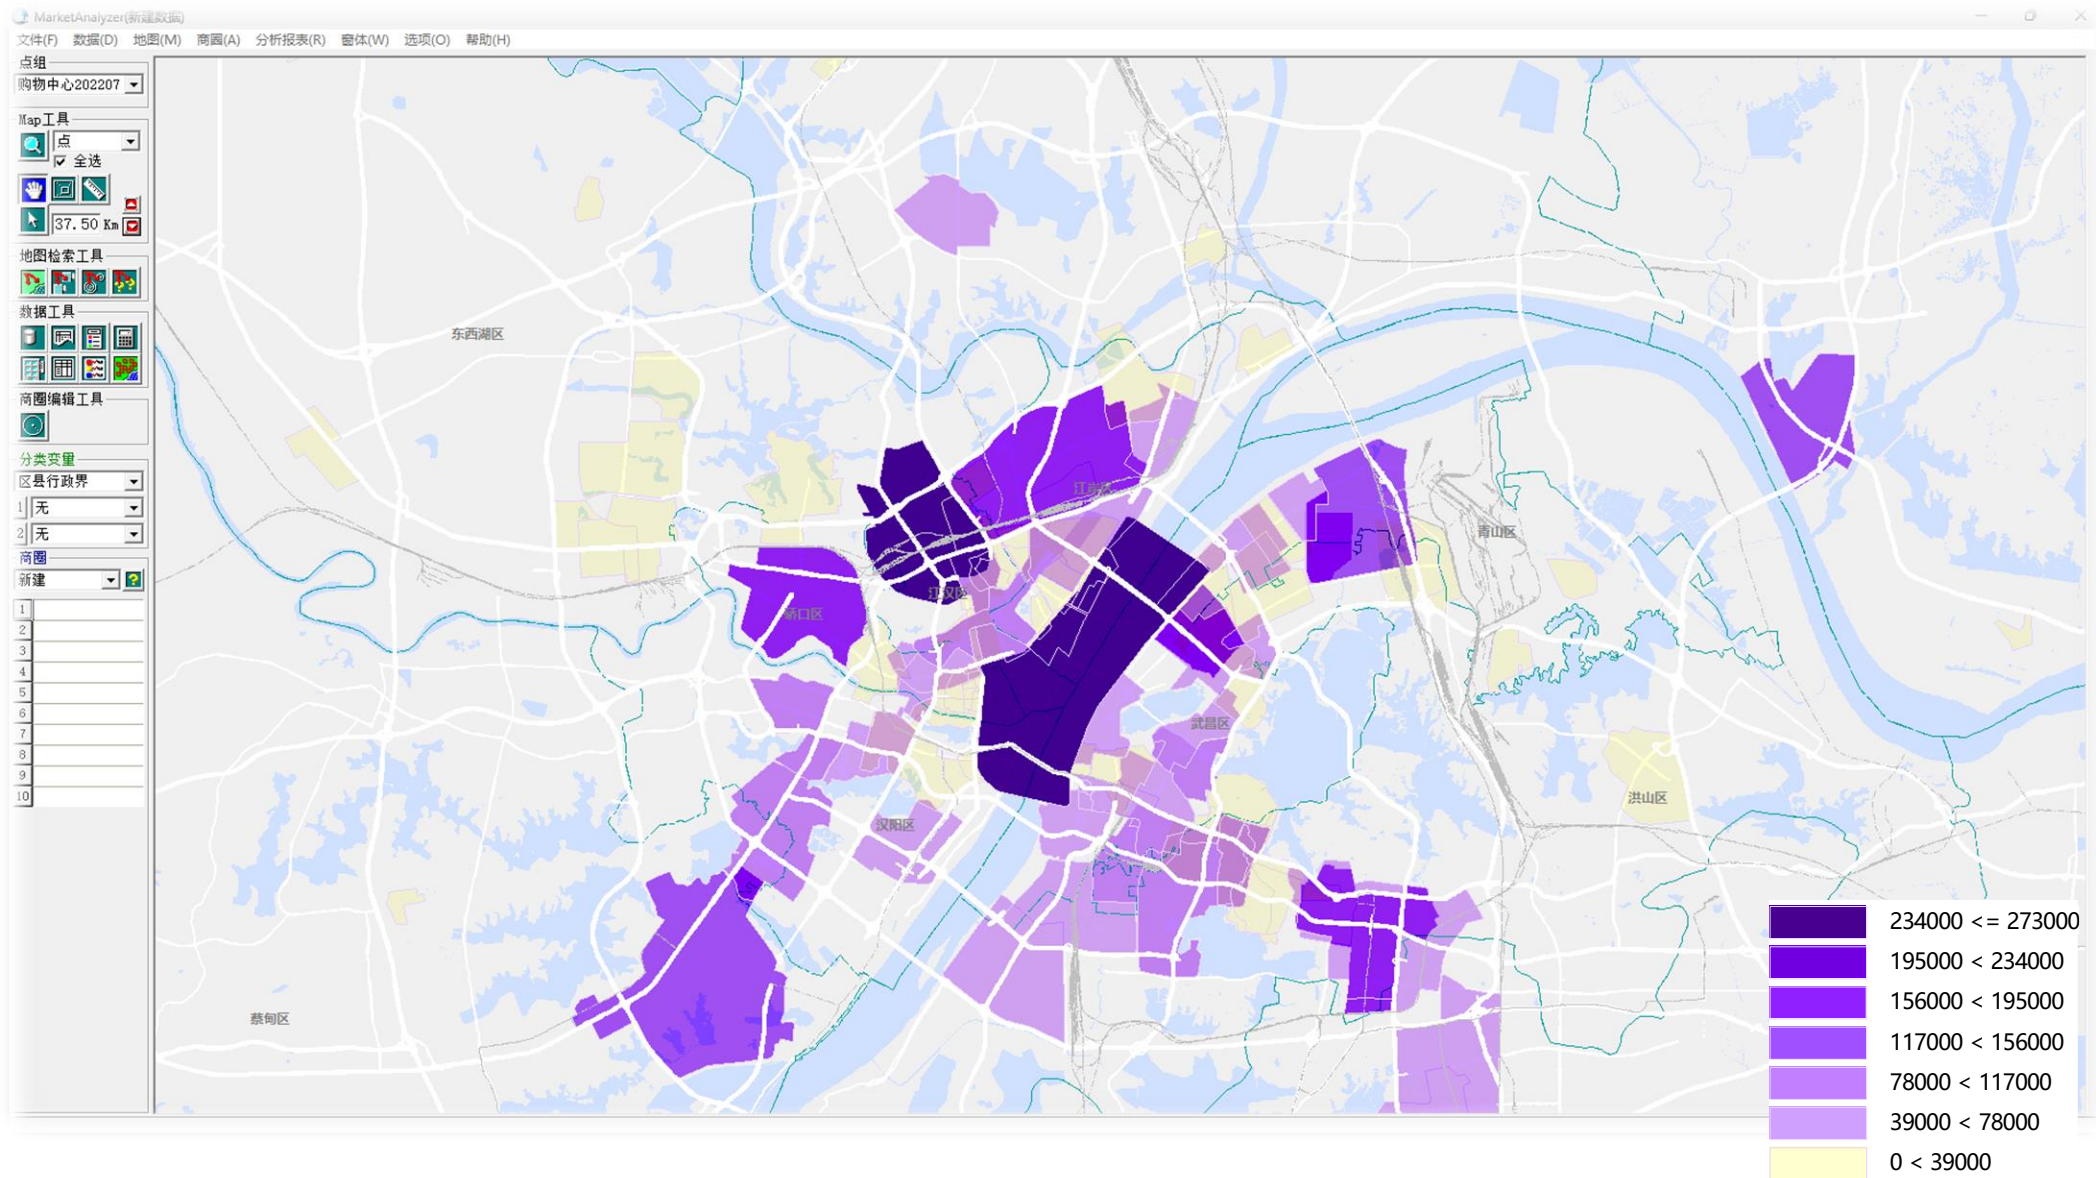 MarketAnalyzer(新建数据)
文件(F) 数据(D) 地图(M) 商圈(A) 分析报表(R) 窗体(W) 选项(O) 帮助(H)
点组
购物中心202207
Map工具
点
全选
37.50 Km
地图检索工具
数据工具
商圈编辑工具
分类变量
区县行政界
1 无
2 无
商圈
新建
1
2
3
4
5
6
7
8
9
10
东西湖区
江岸区
青山区
江汉区
硚口区
武昌区
洪山区
汉阳区
蔡甸区
234000 <= 273000
195000 < 234000
156000 < 195000
117000 < 156000
78000 < 117000
39000 < 78000
0 < 39000